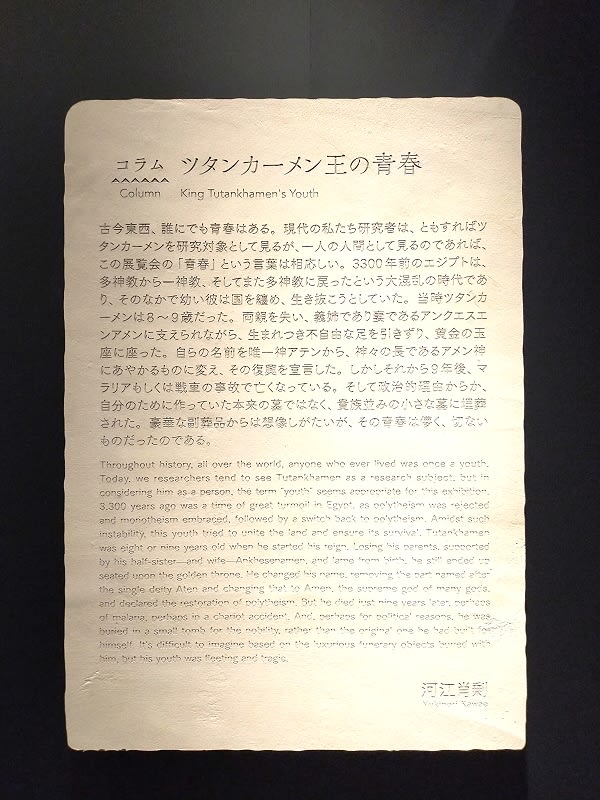 コラム ツタンカーメン王の青春
Column King Tutankhamen's Youth
古今東西、誰にでも青春はある。現代の私たち研究者は、ともすればツ
タンカーメンを研究対象として見るが、一人の人間として見るのであれば、
この展覧会の「青春」という言葉は相応しい。3300年前のエジプトは、
多神教から一神教、そしてまた多神教に戻ったという大混乱の時代であ
り、そのなかで幼い彼は国を纏め、生き抜こうとしていた。当時ツタンカ
ーメンは8〜9歳だった。両親を失い、義姉であり妻であるアンクエスエ
ンアメンに支えられながら、生まれつき不自由な足を引きずり、黄金の玉
座に座った。自らの名前を唯一神アテンから、神々の長であるアメン神
にあやかるものに変え、その復興を宣言した。しかしそれから9年後、マ
ラリアもしくは戦車の事故で亡くなっている。そして政治的理由からか、
自分のために作っていた本来の墓ではなく、貴族並みの小さな墓に埋葬
された。豪華な副葬品からは想像しがたいが、その青春は儚く、切ない
ものだったのである。
Throughout history, all over the world, anyone who ever lived was once a youth.
Today, we researchers tend to see Tutankhamen as a research subject, but in
considering him as a person, the term "youth" seems appropriate for this exhibition.
3,300 years ago was a time of great turmoil in Egypt, as polytheism was rejected
and monotheism embraced, followed by a switch back to polytheism. Amidst such
instability, this youth tried to unite the land and ensure its survival. Tutankhamen
was eight or nine years old when he started his reign. Losing his parents, supported
by his half-sister—and wife—Ankhesenamen, and lame from birth, he still ended up
seated upon the golden throne. He changed his name, removing the part named after
the single deity Aten and changing that to Amen, the supreme god of many gods,
and declared the restoration of polytheism. But he died just nine years later, perhaps
of malaria, perhaps in a chariot accident. And, perhaps for political reasons, he was
buried in a small tomb for the nobility, rather than the original one he had built for
himself. It's difficult to imagine based on the luxurious funerary objects buried with
him, but his youth was fleeting and tragic.
河江肖剰
Yukinori Kawae